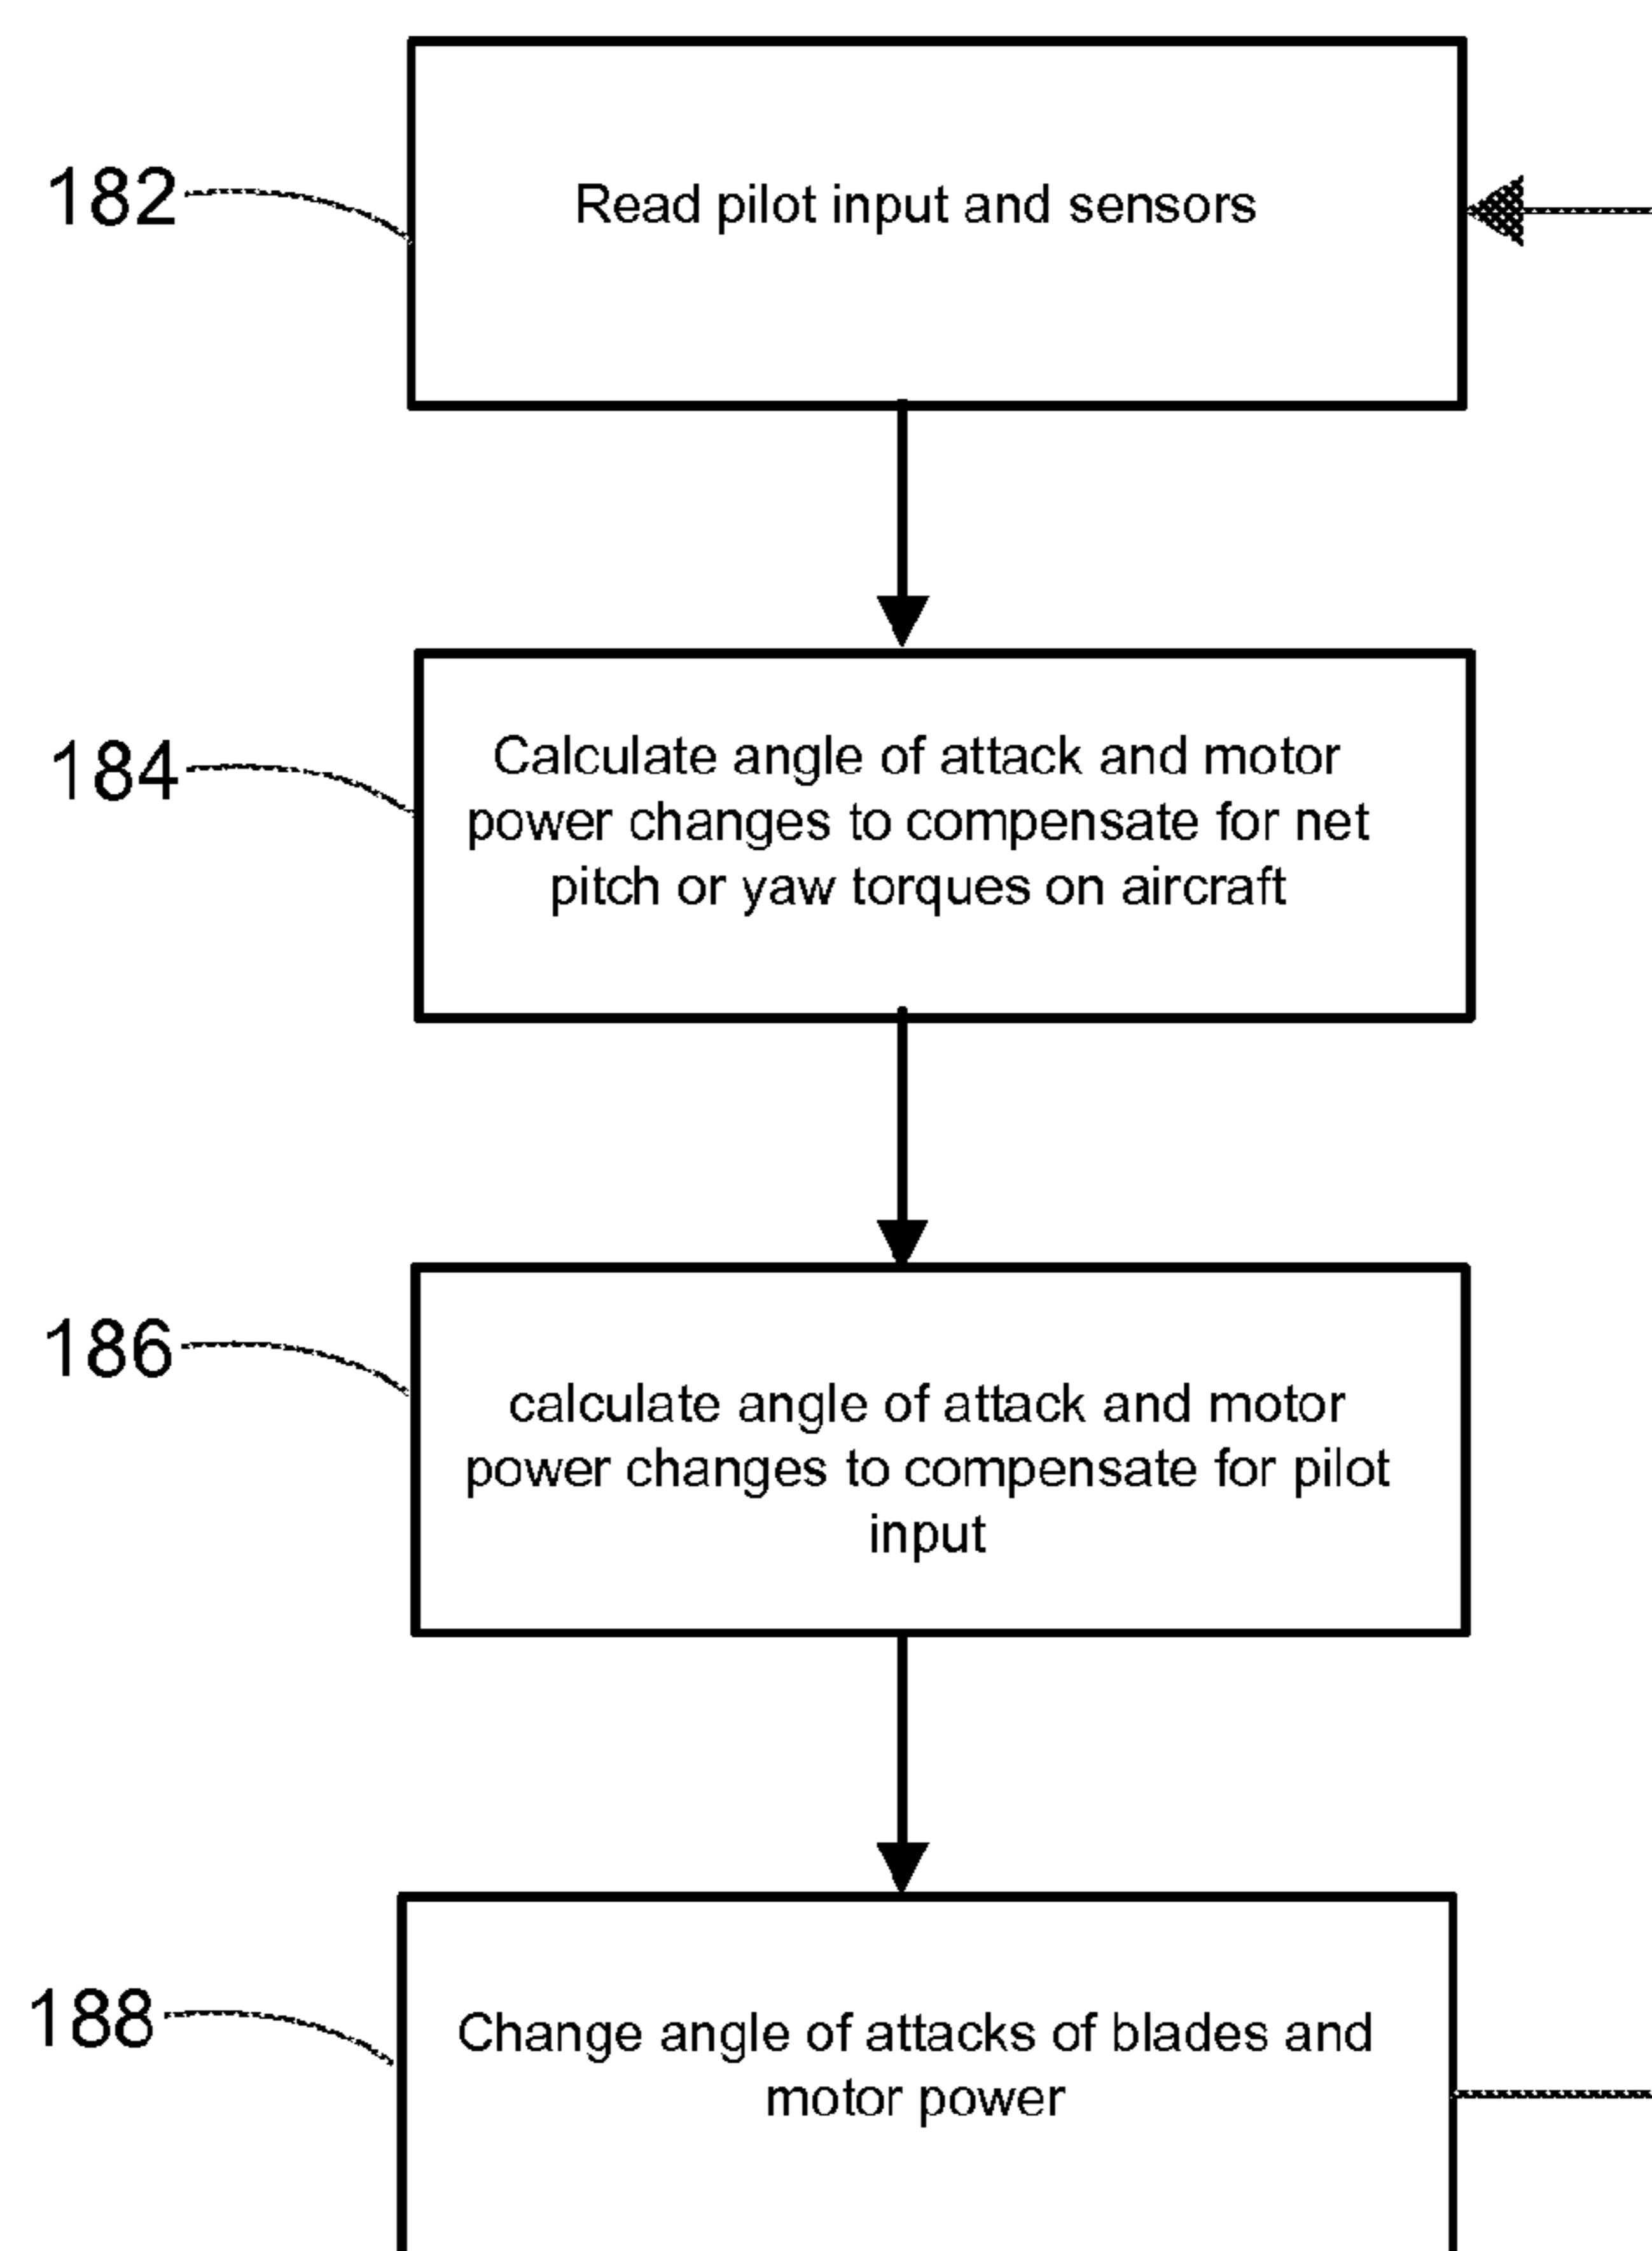 182
Read pilot input and sensors
184
Calculate angle of attack and motor
power changes to compensate for net
pitch or yaw torques on aircraft
186
calculate angle of attack and motor
power changes to compensate for pilot
input
188
Change angle of attacks of blades and
motor power